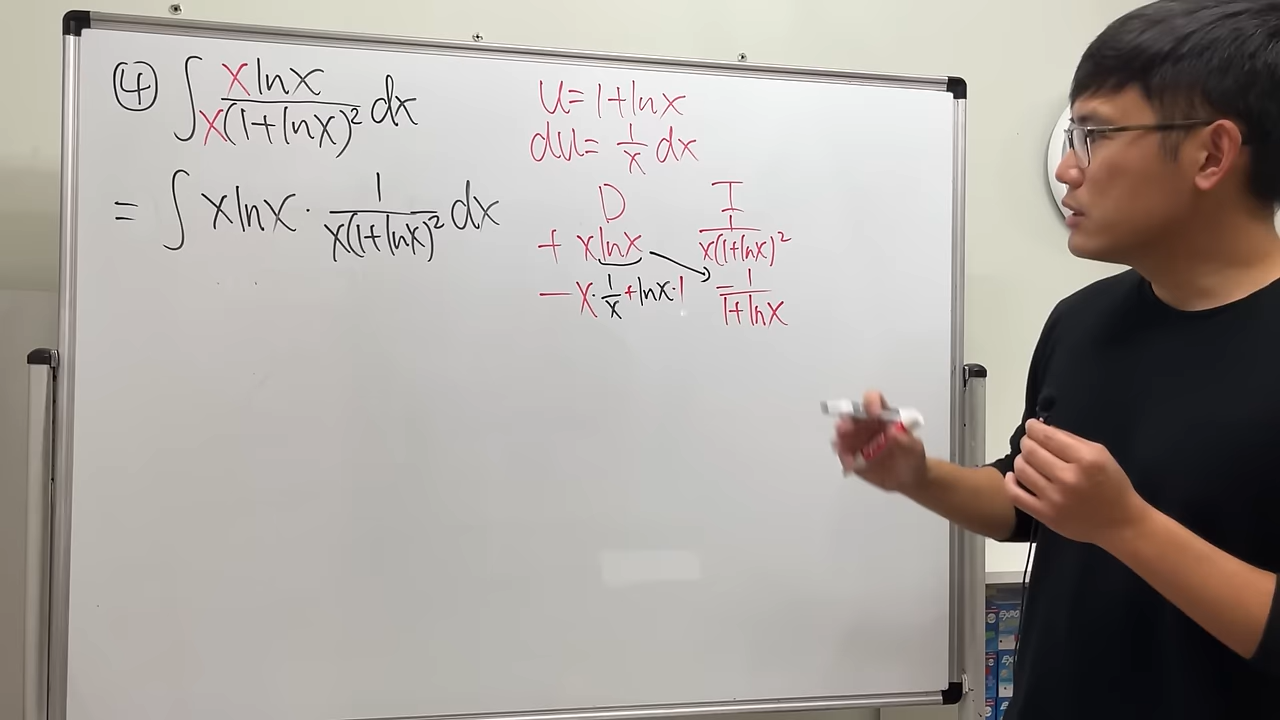 ④ ∫ x ln x / x(1+ln x)² dx
= ∫ x ln x · 1 / x(1+ln x)² dx
u = 1+ln x
du = 1/x dx
D I
+ x ln x 1 / x(1+ln x)²
− x · 1/x + ln x · 1 −1 / 1+ln x
EXPO